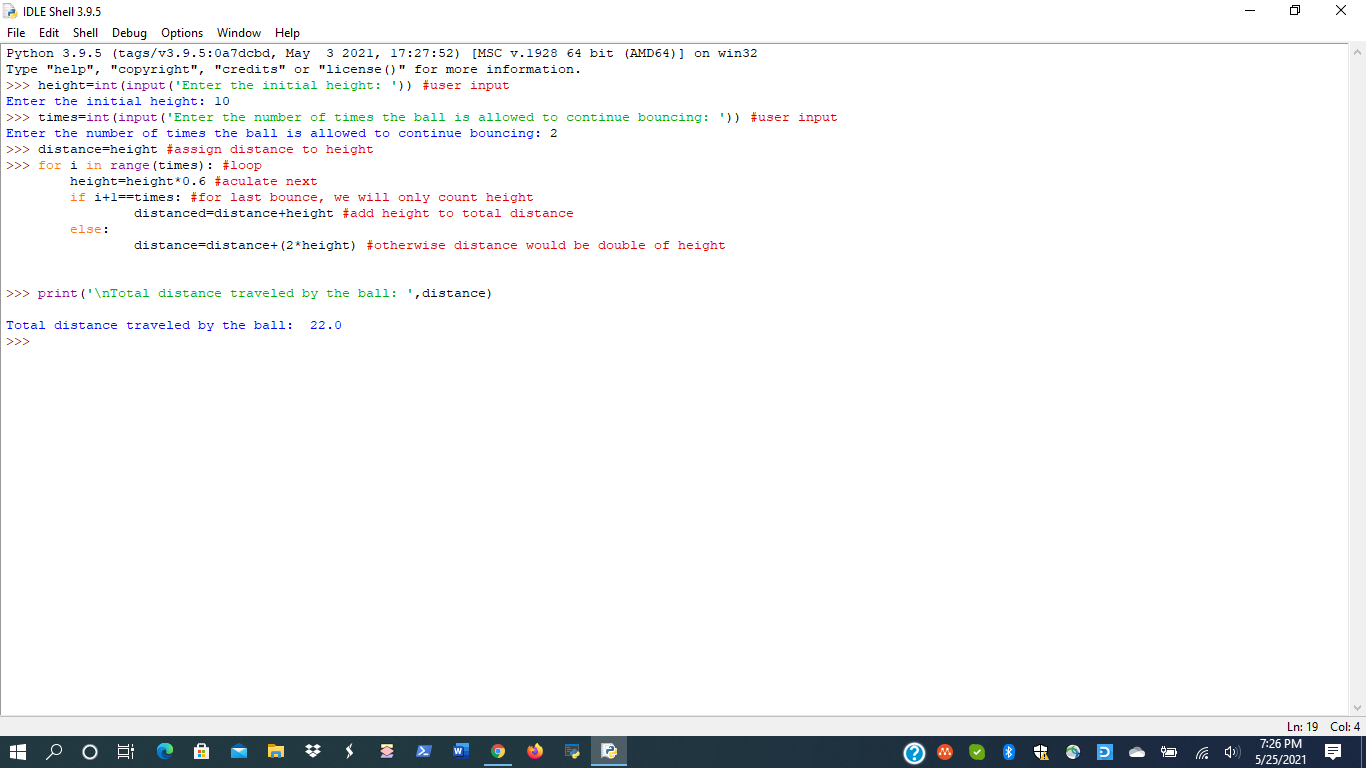 IDLE Shell 3.9.5
File Edit Shell Debug Options Window Help
Python 3.9.5 (tags/v3.9.5:0a7dcbd, May  3 2021, 17:27:52) [MSC v.1928 64 bit (AMD64)] on win32
Type "help", "copyright", "credits" or "license()" for more information.
>>> height=int(input('Enter the initial height: ')) #user input
Enter the initial height: 10
>>> times=int(input('Enter the number of times the ball is allowed to continue bouncing: ')) #user input
Enter the number of times the ball is allowed to continue bouncing: 2
>>> distance=height #assign distance to height
>>> for i in range(times): #loop
        height=height*0.6 #aculate next
        if i+1==times: #for last bounce, we will only count height
                distanced=distance+height #add height to total distance
        else:
                distance=distance+(2*height) #otherwise distance would be double of height
>>> print('\nTotal distance traveled by the ball: ',distance)
Total distance traveled by the ball:  22.0
>>>
Ln: 19 Col: 4
7:26 PM
5/25/2021